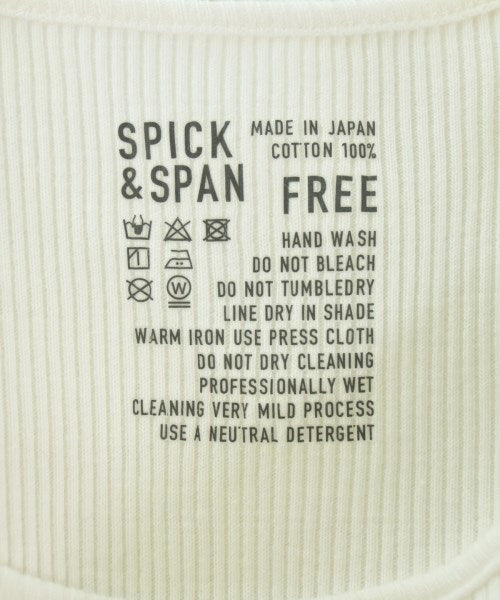 SPICK
& SPAN
MADE IN JAPAN
COTTON 100%
FREE
HAND WASH
DO NOT BLEACH
DO NOT TUMBLEDRY
LINE DRY IN SHADE
WARM IRON USE PRESS CLOTH
DO NOT DRY CLEANING
PROFESSIONALLY WET
CLEANING VERY MILD PROCESS
USE A NEUTRAL DETERGENT
W